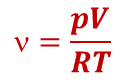 ν = pV / RT